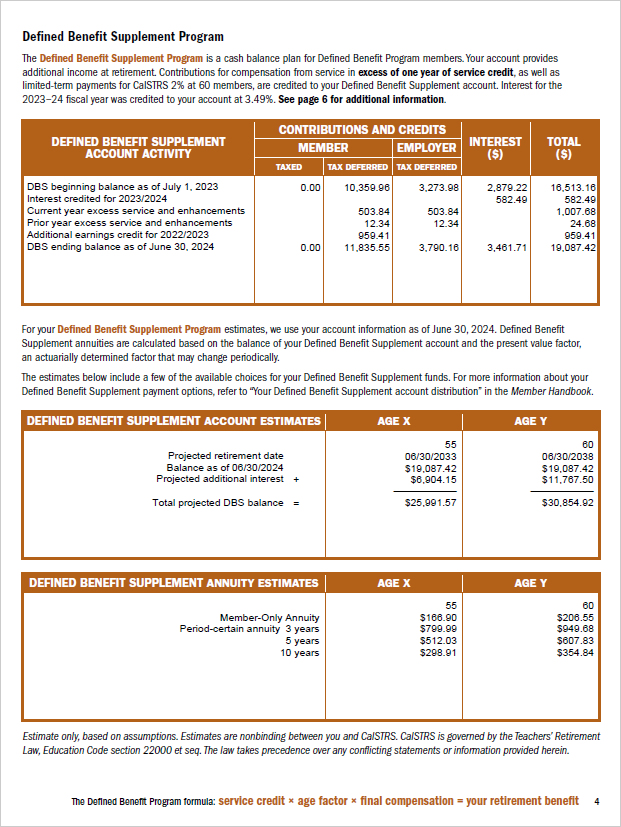 Defined Benefit Supplement Program
The Defined Benefit Supplement Program is a cash balance plan for Defined Benefit Program members. Your account provides
additional income at retirement. Contributions for compensation from service in excess of one year of service credit, as well as
limited-term payments for CalSTRS 2% at 60 members, are credited to your Defined Benefit Supplement account. Interest for the
2023–24 fiscal year was credited to your account at 3.49%. See page 6 for additional information.
DEFINED BENEFIT SUPPLEMENT
ACCOUNT ACTIVITY
CONTRIBUTIONS AND CREDITS
MEMBER EMPLOYER
TAXED TAX DEFERRED TAX DEFERRED
INTEREST
($)
TOTAL
($)
DBS beginning balance as of July 1, 2023 0.00 10,359.96 3,273.98 2,879.22 16,513.16
Interest credited for 2023/2024 582.49 582.49
Current year excess service and enhancements 503.84 503.84 1,007.68
Prior year excess service and enhancements 12.34 12.34 24.68
Additional earnings credit for 2022/2023 959.41 959.41
DBS ending balance as of June 30, 2024 0.00 11,835.55 3,790.16 3,461.71 19,087.42
For your Defined Benefit Supplement Program estimates, we use your account information as of June 30, 2024. Defined Benefit
Supplement annuities are calculated based on the balance of your Defined Benefit Supplement account and the present value factor,
an actuarially determined factor that may change periodically.
The estimates below include a few of the available choices for your Defined Benefit Supplement funds. For more information about your
Defined Benefit Supplement payment options, refer to “Your Defined Benefit Supplement account distribution” in the Member Handbook.
DEFINED BENEFIT SUPPLEMENT ACCOUNT ESTIMATES AGE X AGE Y
55 60
Projected retirement date 06/30/2033 06/30/2038
Balance as of 06/30/2024 $19,087.42 $19,087.42
Projected additional interest + $6,904.15 $11,767.50
Total projected DBS balance = $25,991.57 $30,854.92
DEFINED BENEFIT SUPPLEMENT ANNUITY ESTIMATES AGE X AGE Y
55 60
Member-Only Annuity $166.90 $206.55
Period-certain annuity 3 years $799.99 $949.68
5 years $512.03 $607.83
10 years $298.91 $354.84
Estimate only, based on assumptions. Estimates are nonbinding between you and CalSTRS. CalSTRS is governed by the Teachers’ Retirement
Law, Education Code section 22000 et seq. The law takes precedence over any conflicting statements or information provided herein.
The Defined Benefit Program formula: service credit × age factor × final compensation = your retirement benefit 4